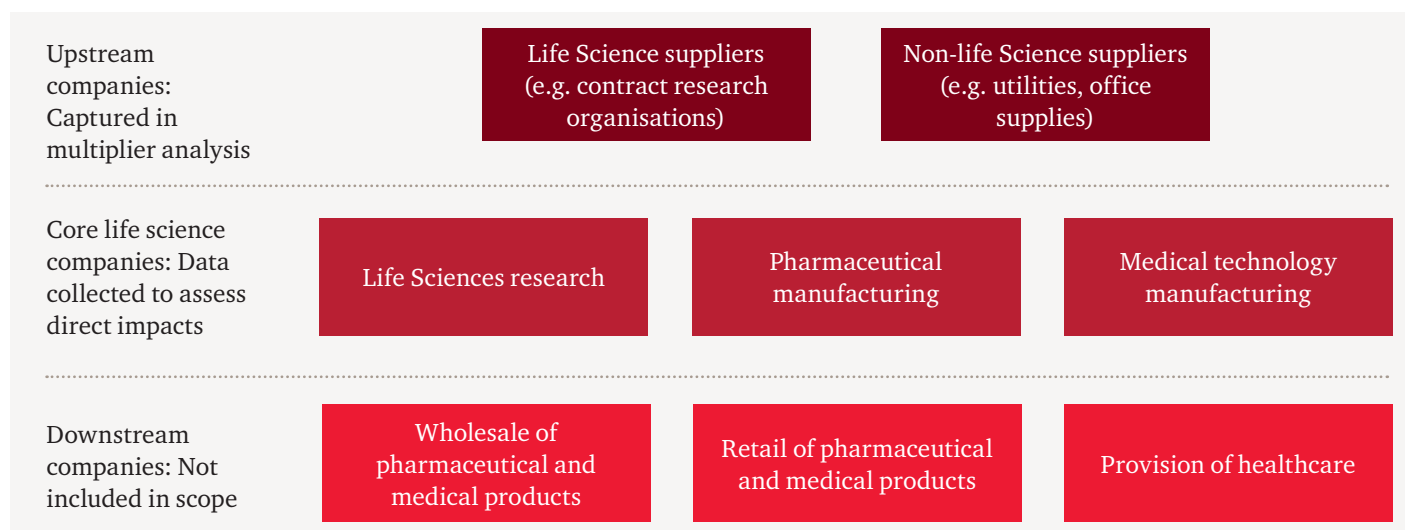 Upstream
companies:
Captured in
multiplier analysis
Life Science suppliers
(e.g. contract research
organisations)
Non-life Science suppliers
(e.g. utilities, office
supplies)
Core life science
companies: Data
collected to assess
direct impacts
Life Sciences research
Pharmaceutical
manufacturing
Medical technology
manufacturing
Downstream
companies: Not
included in scope
Wholesale of
pharmaceutical and
medical products
Retail of pharmaceutical
and medical products
Provision of healthcare